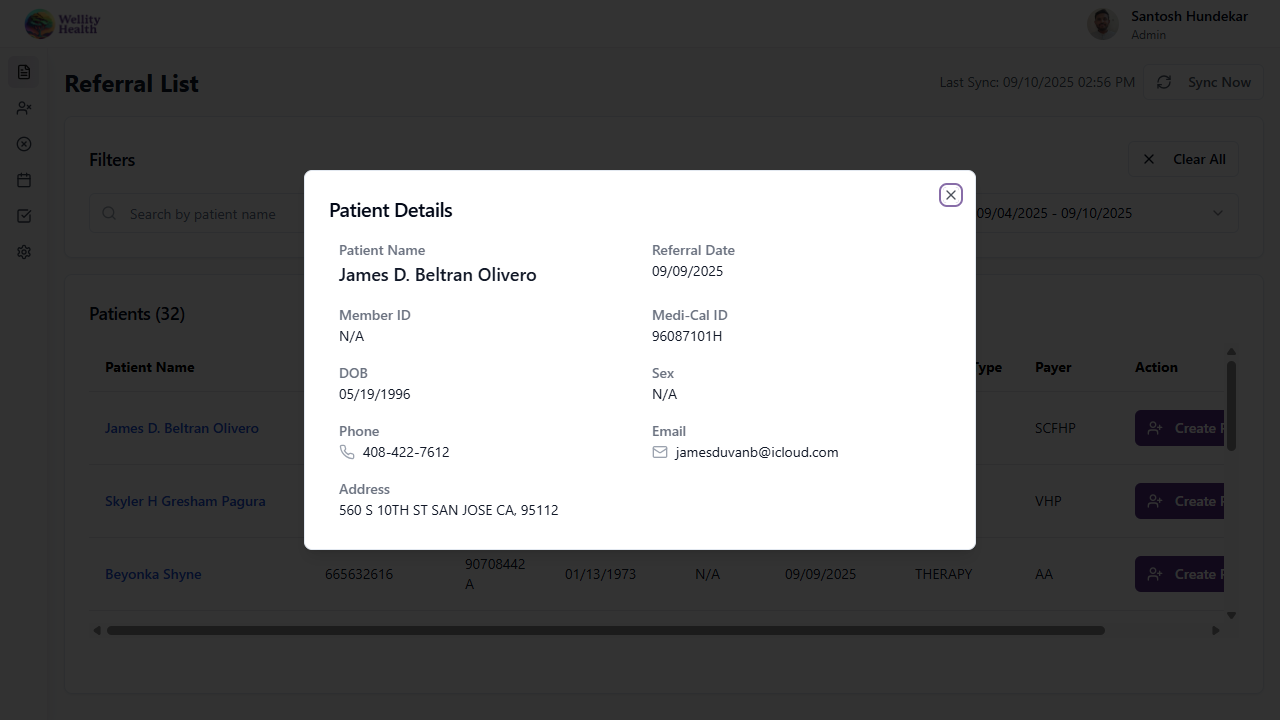 Wellity
Health
Santosh Hundekar
Admin
Referral List
Last Sync: 09/10/2025 02:56 PM
Sync Now
Filters
Clear All
Search by patient name
09/04/2025 - 09/10/2025
Patient Details
Patient Name
James D. Beltran Olivero
Referral Date
09/09/2025
Member ID
N/A
Medi-Cal ID
96087101H
DOB
05/19/1996
Sex
N/A
Phone
408-422-7612
Email
jamesduvanb@icloud.com
Address
560 S 10TH ST SAN JOSE CA, 95112
Patients (32)
Patient Name Type Payer Action
James D. Beltran Olivero SCFHP Create
Skyler H Gresham Pagura VHP Create
Beyonka Shyne 665632616 90708442 01/13/1973 N/A 09/09/2025 THERAPY AA Create
A